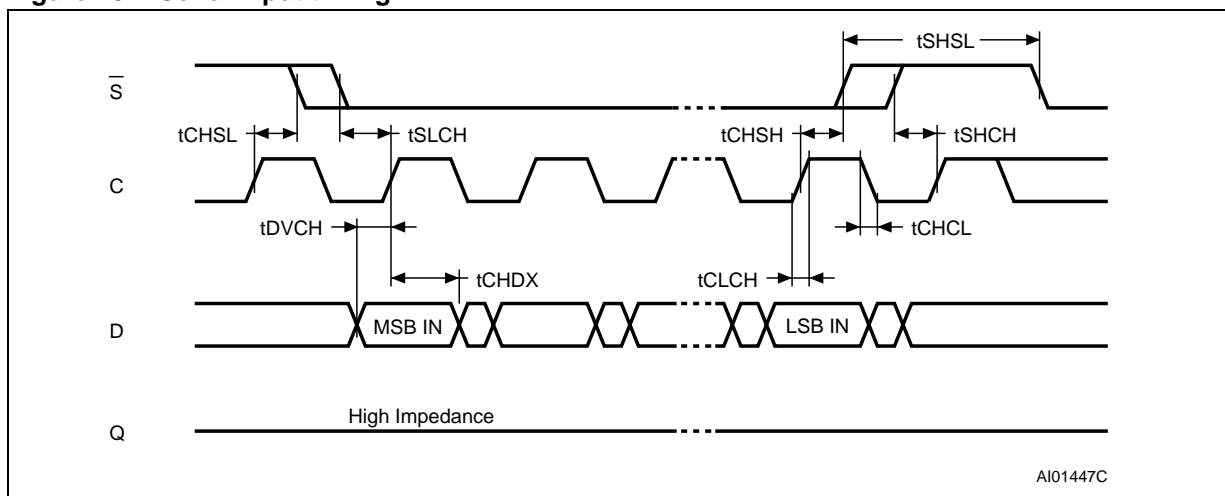 tSHSL
S
tCHSL
tSLCH
tCHSH
tSHCH
C
tDVCH
tCHCL
tCHDX
tCLCH
D
MSB IN
LSB IN
High Impedance
Q
AI01447C